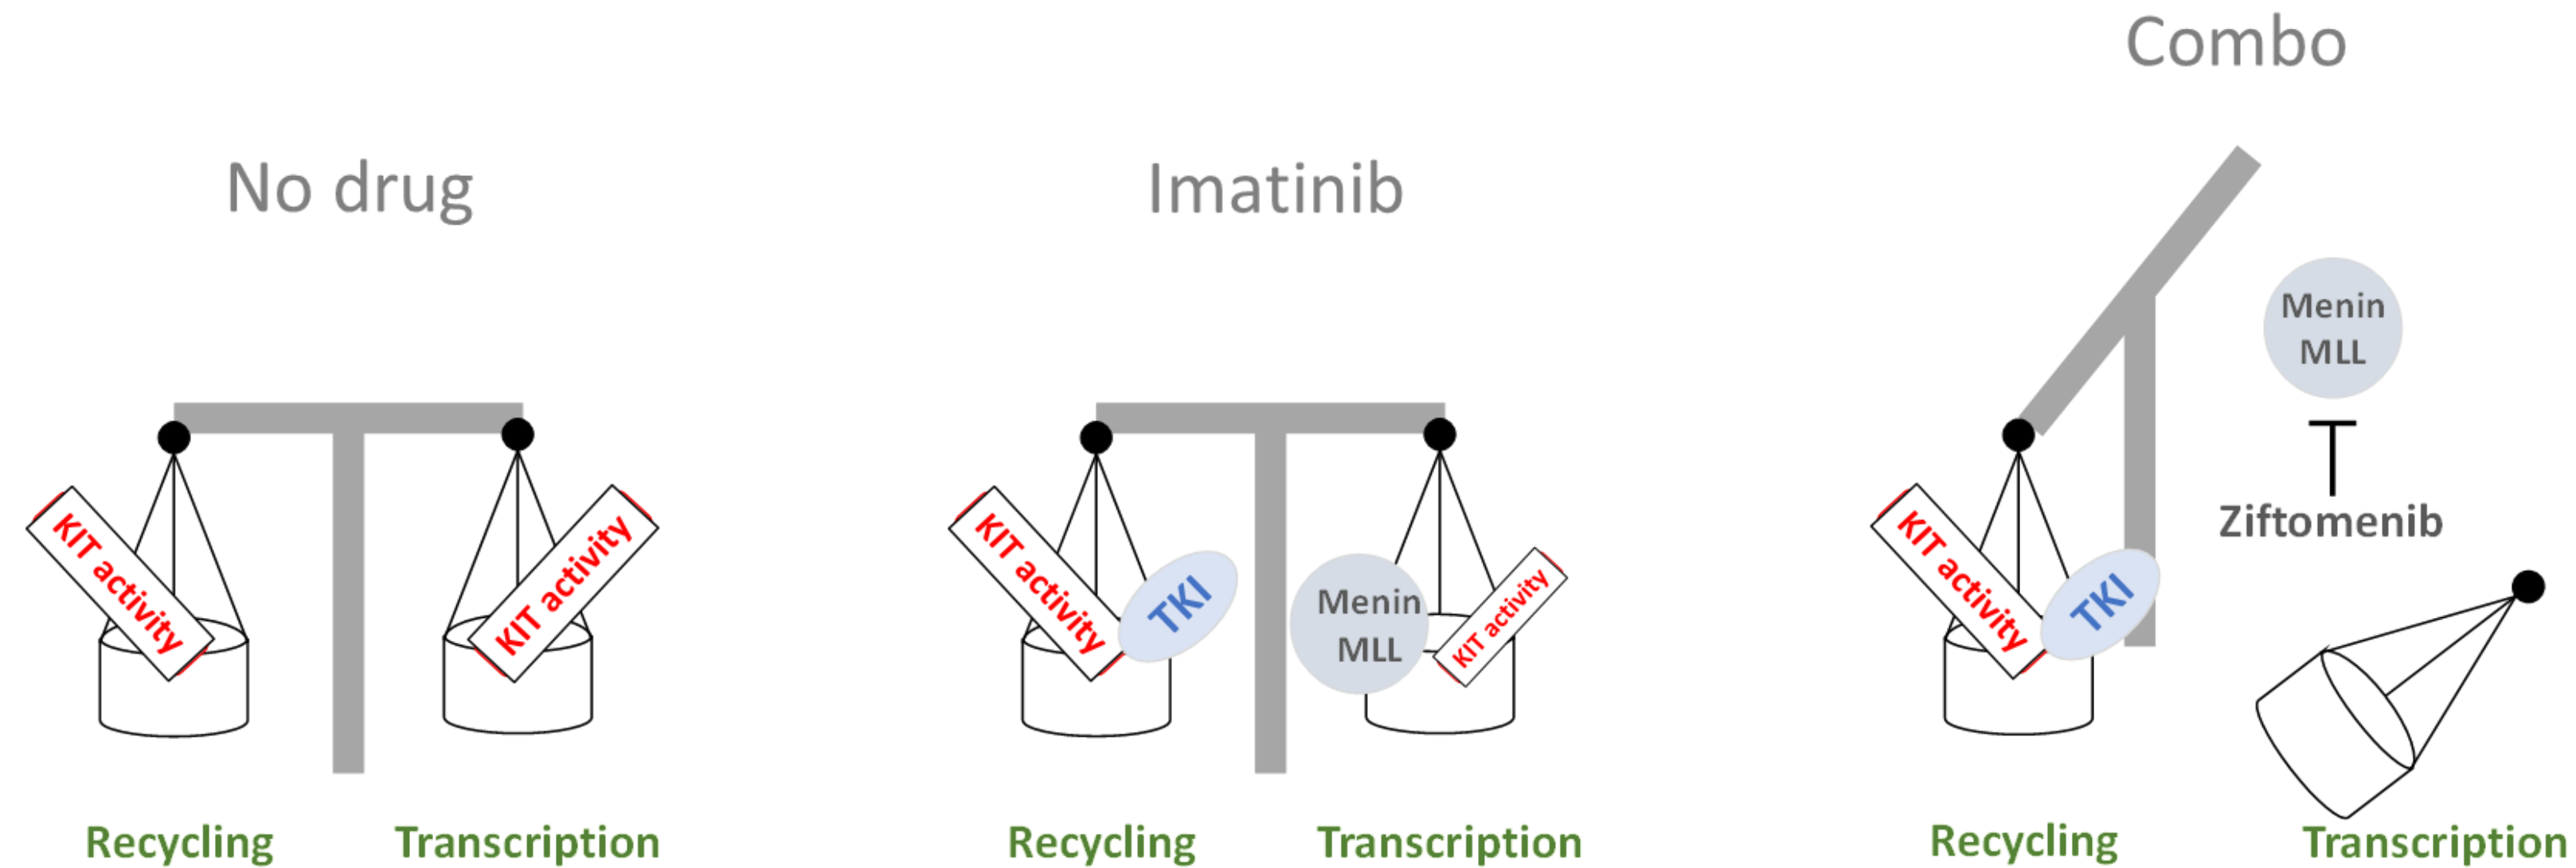 No drug
KIT activity
KIT activity
Recycling
Transcription
Imatinib
KIT activity
TKI
Menin
MLL
KIT activity
Recycling
Transcription
Combo
Menin
MLL
Ziftomenib
KIT activity
TKI
Recycling
Transcription